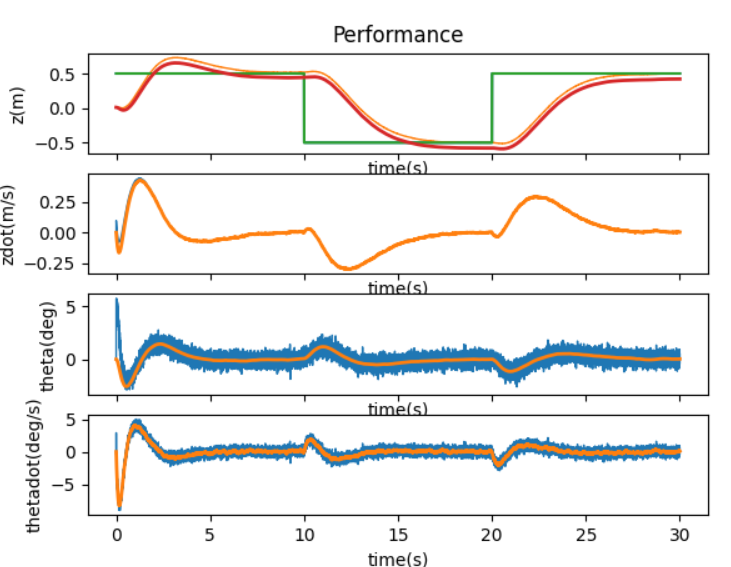 Performance
z(m)
0.5
0.0
−0.5
time(s)
zdot(m/s)
0.25
0.00
−0.25
time(s)
theta(deg)
5
0
time(s)
thetadot(deg/s)
5
0
−5
0 5 10 15 20 25 30
time(s)